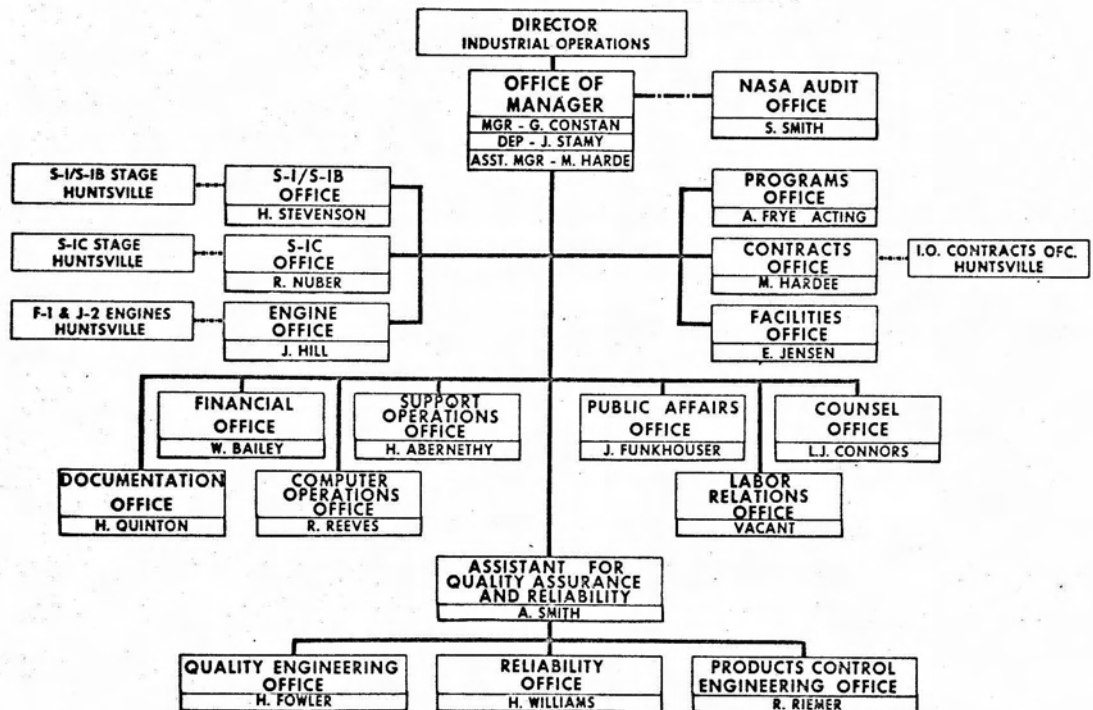 DIRECTOR
INDUSTRIAL OPERATIONS
OFFICE OF
MANAGER
MGR - G. CONSTAN
DEP - J. STAMY
ASST. MGR - M. HARDE
NASA AUDIT
OFFICE
S. SMITH
S-I/S-IB STAGE
HUNTSVILLE
S-I/S-IB
OFFICE
H. STEVENSON
PROGRAMS
OFFICE
A. FRYE ACTING
S-IC STAGE
HUNTSVILLE
S-IC
OFFICE
R. NUBER
CONTRACTS
OFFICE
M. HARDEE
I.O. CONTRACTS OFC.
HUNTSVILLE
F-1 & J-2 ENGINES
HUNTSVILLE
ENGINE
OFFICE
J. HILL
FACILITIES
OFFICE
E. JENSEN
FINANCIAL
OFFICE
W. BAILEY
SUPPORT
OPERATIONS
OFFICE
H. ABERNETHY
PUBLIC AFFAIRS
OFFICE
J. FUNKHOUSER
COUNSEL
OFFICE
L.J. CONNORS
DOCUMENTATION
OFFICE
H. QUINTON
COMPUTER
OPERATIONS
OFFICE
R. REEVES
LABOR
RELATIONS
OFFICE
VACANT
ASSISTANT FOR
QUALITY ASSURANCE
AND RELIABILITY
A. SMITH
QUALITY ENGINEERING
OFFICE
H. FOWLER
RELIABILITY
OFFICE
H. WILLIAMS
PRODUCTS CONTROL
ENGINEERING OFFICE
R. RIEMER